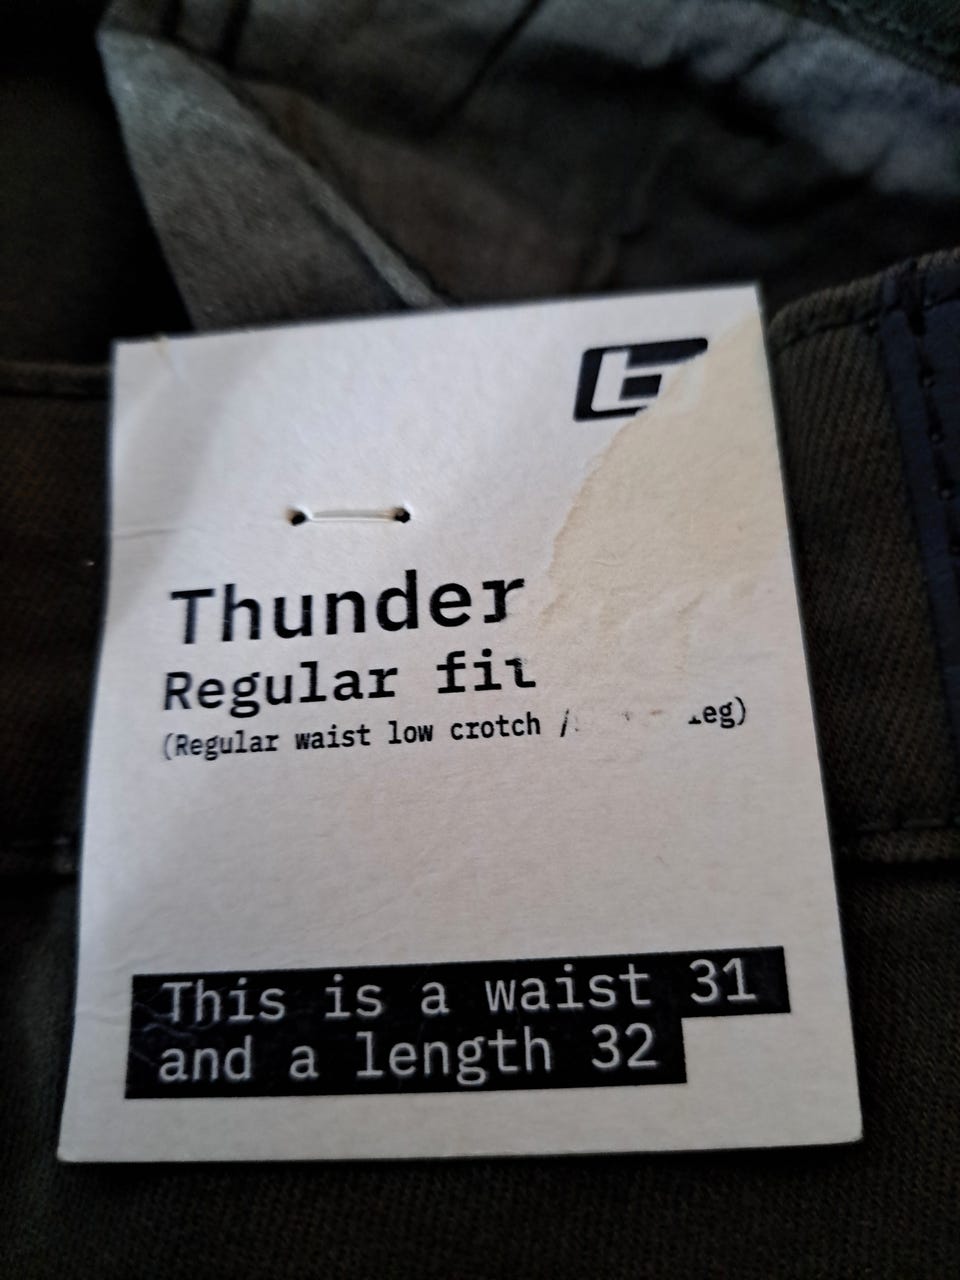 Thunder
Regular fit
(Regular waist low crotch / leg)
This is a waist 31
and a length 32